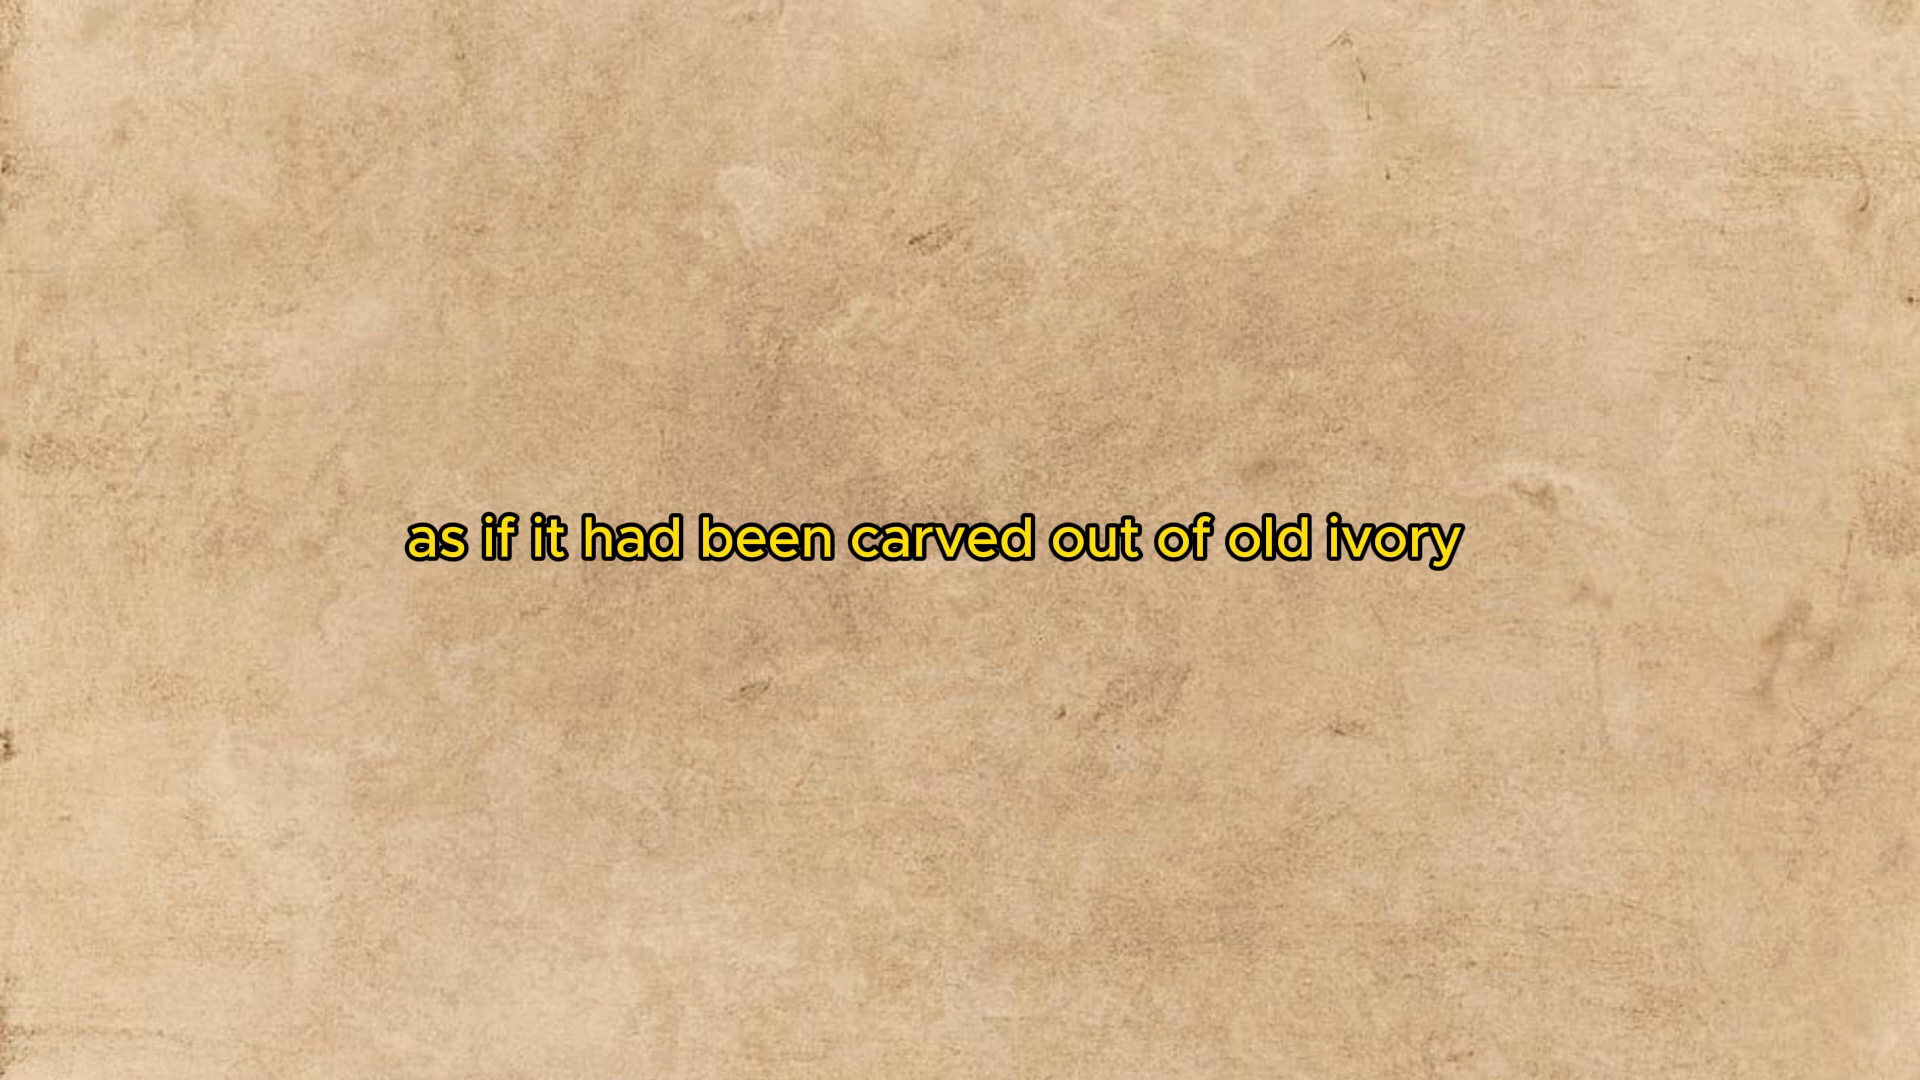 as if it had been carved out of old ivory